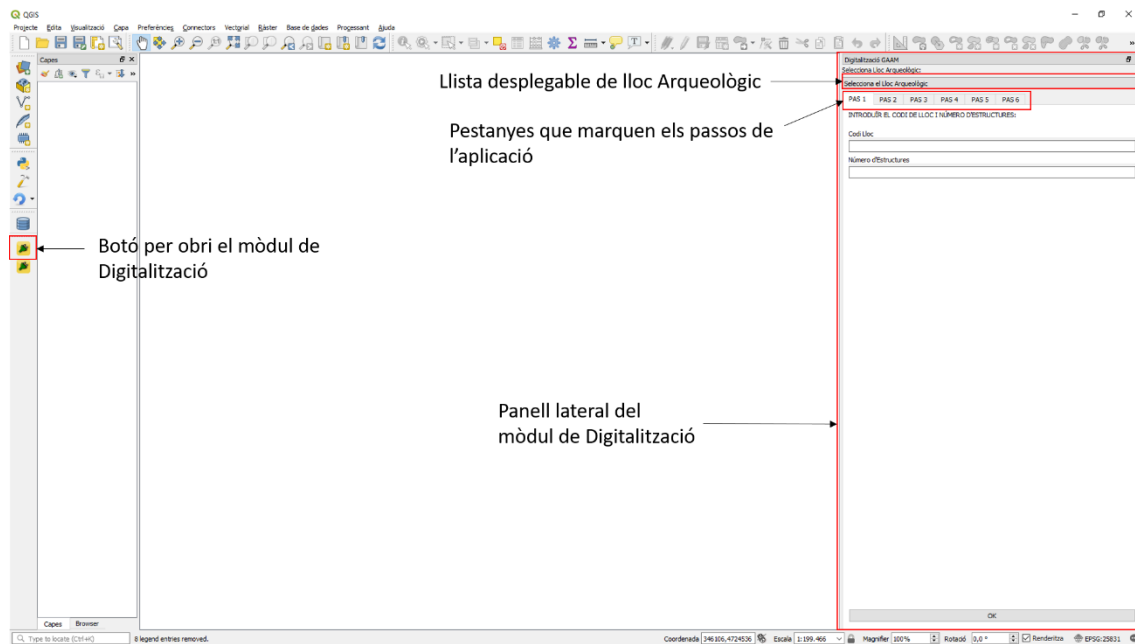 QGIS
Projecte Edita Visualització Capa Preferències Connectors Vectorial Ràster Base de dades Processant Ajuda
Capes
Digitalització GAAM
Selecciona Lloc Arqueològic:
Selecciona el Lloc Arqueològic
PAS 1 PAS 2 PAS 3 PAS 4 PAS 5 PAS 6
INTRODUÏR EL CODI DE LLOC I NÚMERO D'ESTRUCTURES:
Codi Lloc
Número d'Estructures
Llista desplegable de lloc Arqueològic
Pestanyes que marquen els passos de
l'aplicació
Botó per obri el mòdul de
Digitalització
Panell lateral del
mòdul de Digitalització
OK
Capes Browser
Type to locate (Ctrl+K) 8 legend entries removed. Coordenada 346106,4724536 Escala 1:199.466 Magnifier 100% Rotació 0,0 ° Renderitza EPSG:25831